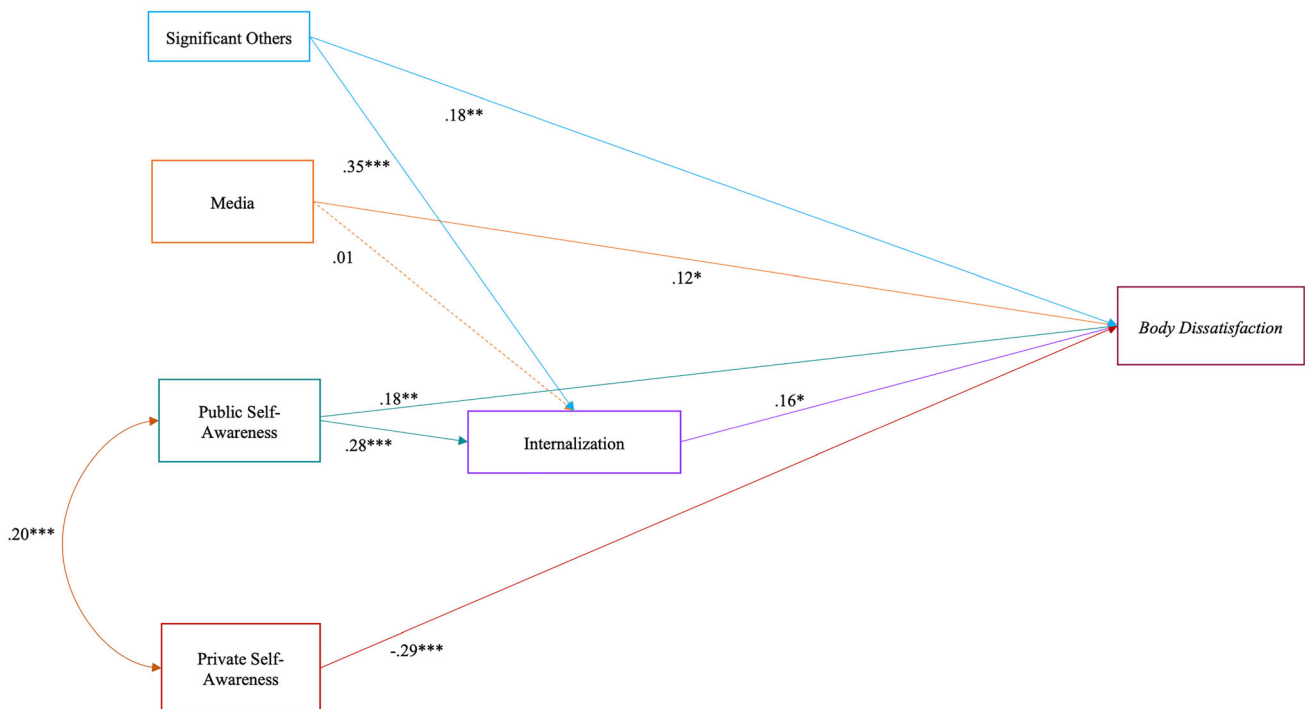 Significant Others
.18**
.35***
Media
.01
.12*
Body Dissatisfaction
Public Self-
Awareness
.18**
.28***
Internalization
.16*
.20***
Private Self-
Awareness
-.29***